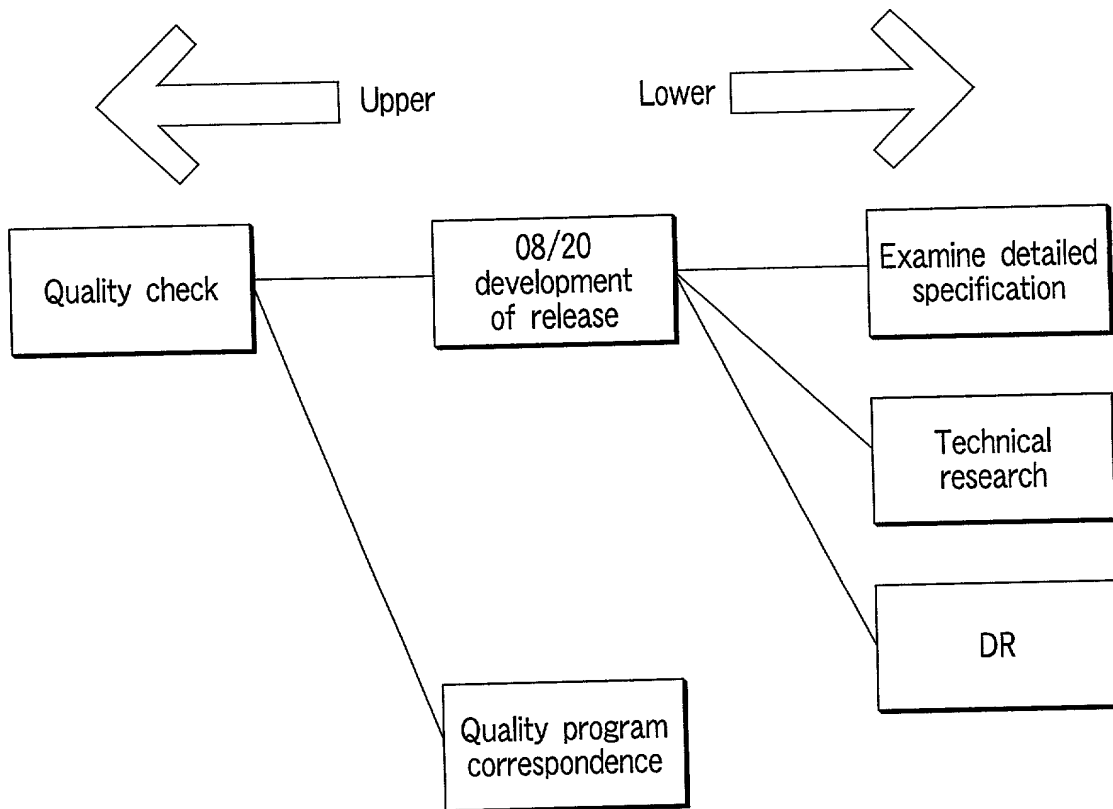 Upper
Lower
Quality check
08/20
development
of release
Examine detailed
specification
Technical
research
DR
Quality program
correspondence